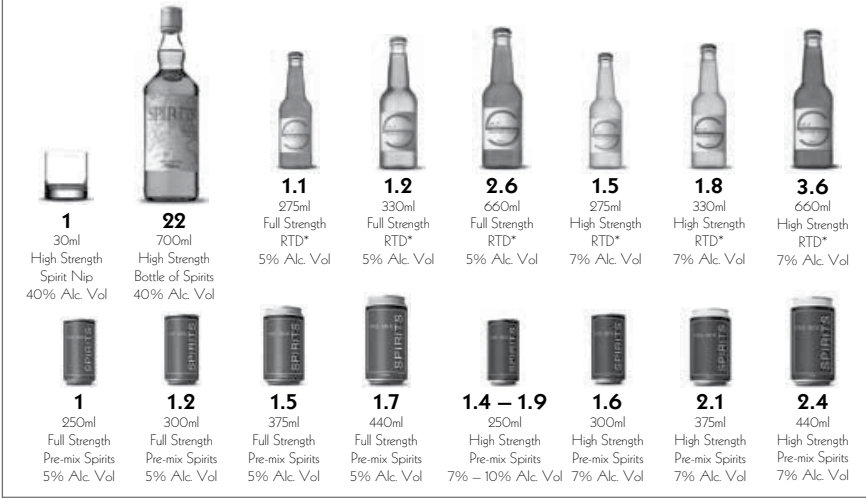 SPIRITS
1
30ml
High Strength
Spirit Nip
40% Alc. Vol
22
700ml
High Strength
Bottle of Spirits
40% Alc. Vol
1.1
275ml
Full Strength
RTD*
5% Alc. Vol
1.2
330ml
Full Strength
RTD*
5% Alc. Vol
2.6
660ml
Full Strength
RTD*
5% Alc. Vol
1.5
275ml
High Strength
RTD*
7% Alc. Vol
1.8
330ml
High Strength
RTD*
7% Alc. Vol
3.6
660ml
High Strength
RTD*
7% Alc. Vol
SPIRITS
1
250ml
Full Strength
Pre-mix Spirits
5% Alc. Vol
SPIRITS
1.2
300ml
Full Strength
Pre-mix Spirits
5% Alc. Vol
SPIRITS
1.5
375ml
Full Strength
Pre-mix Spirits
5% Alc. Vol
SPIRITS
1.7
440ml
Full Strength
Pre-mix Spirits
5% Alc. Vol
SPIRITS
1.4 – 1.9
250ml
High Strength
Pre-mix Spirits
7% – 10% Alc. Vol
SPIRITS
1.6
300ml
High Strength
Pre-mix Spirits
7% Alc. Vol
SPIRITS
2.1
375ml
High Strength
Pre-mix Spirits
7% Alc. Vol
SPIRITS
2.4
440ml
High Strength
Pre-mix Spirits
7% Alc. Vol